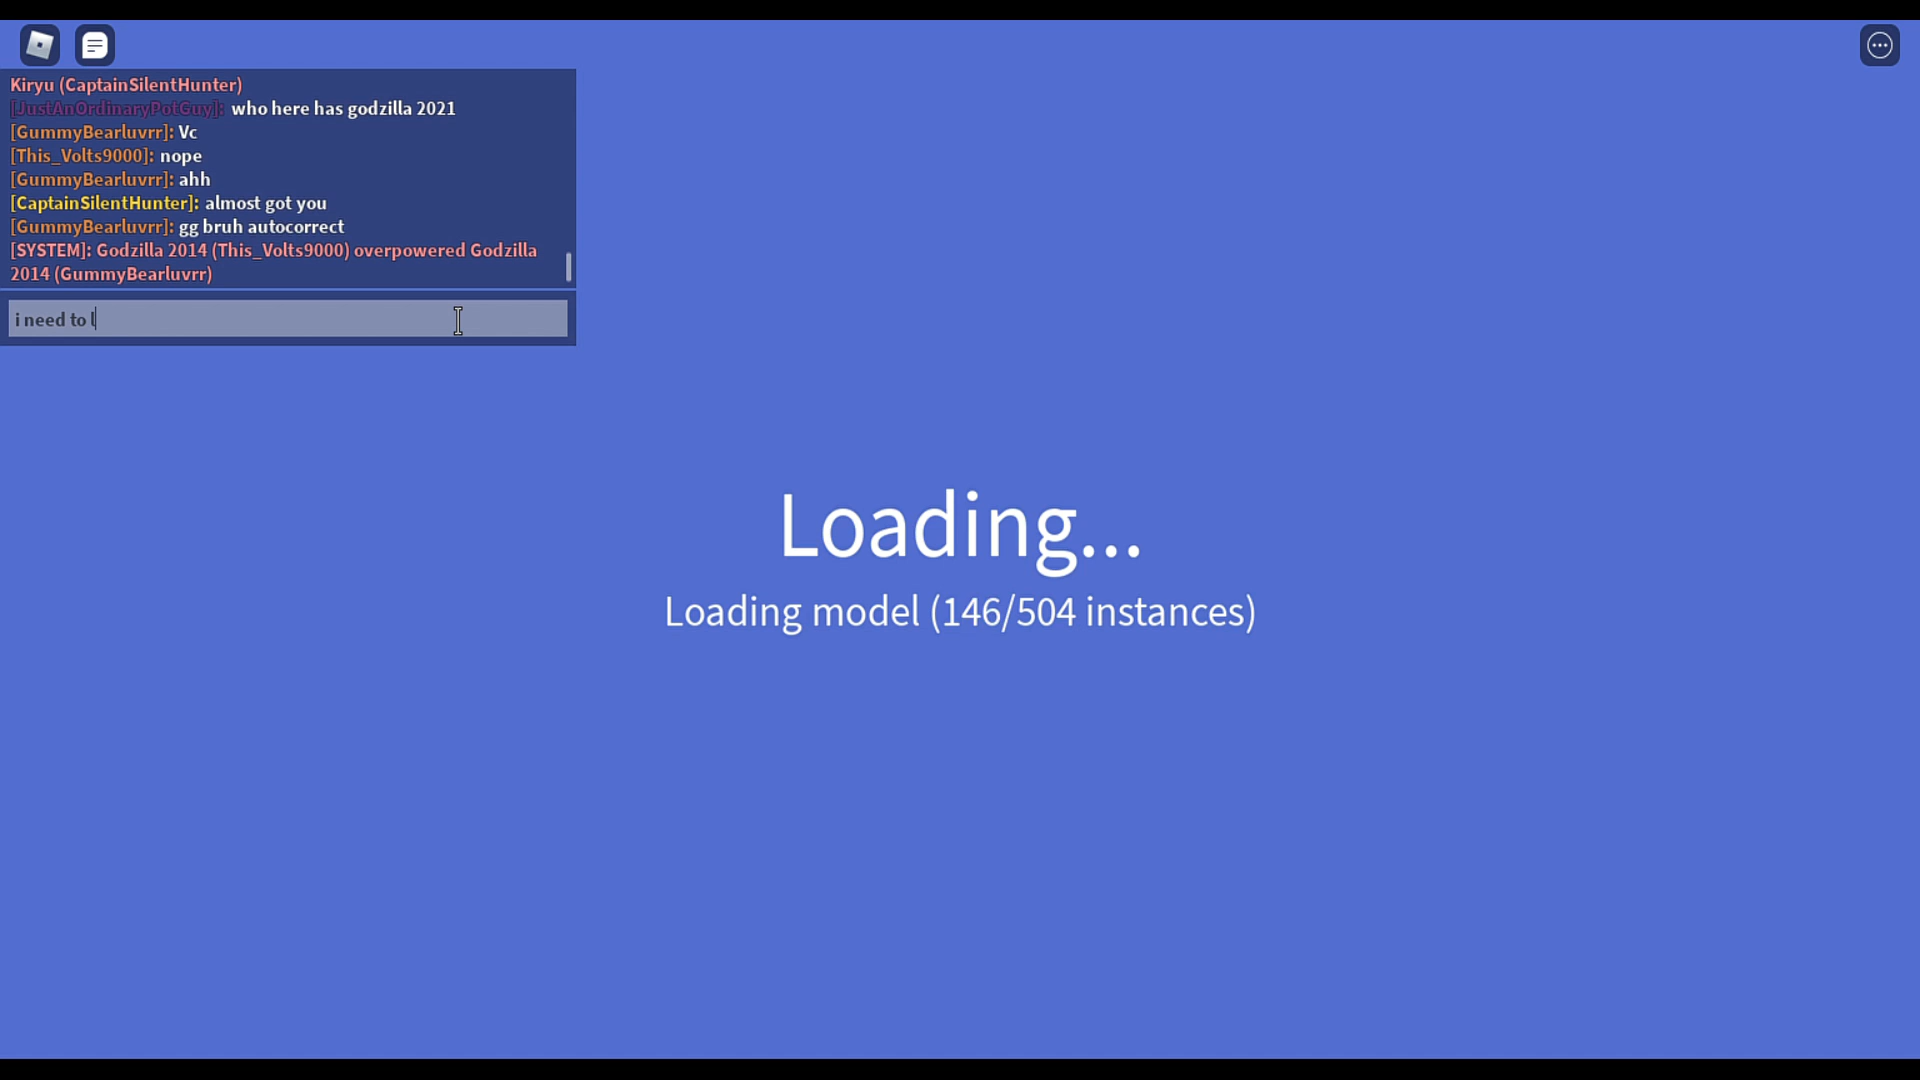 Kiryu (CaptainSilentHunter)
[JustAnOrdinaryPotGuy]: who here has godzilla 2021
[GummyBearluvrr]: Vc
[This_Volts9000]: nope
[GummyBearluvrr]: ahh
[CaptainSilentHunter]: almost got you
[GummyBearluvrr]: gg bruh autocorrect
[SYSTEM]: Godzilla 2014 (This_Volts9000) overpowered Godzilla
2014 (GummyBearluvrr)
i need to l
Loading...
Loading model (146/504 instances)